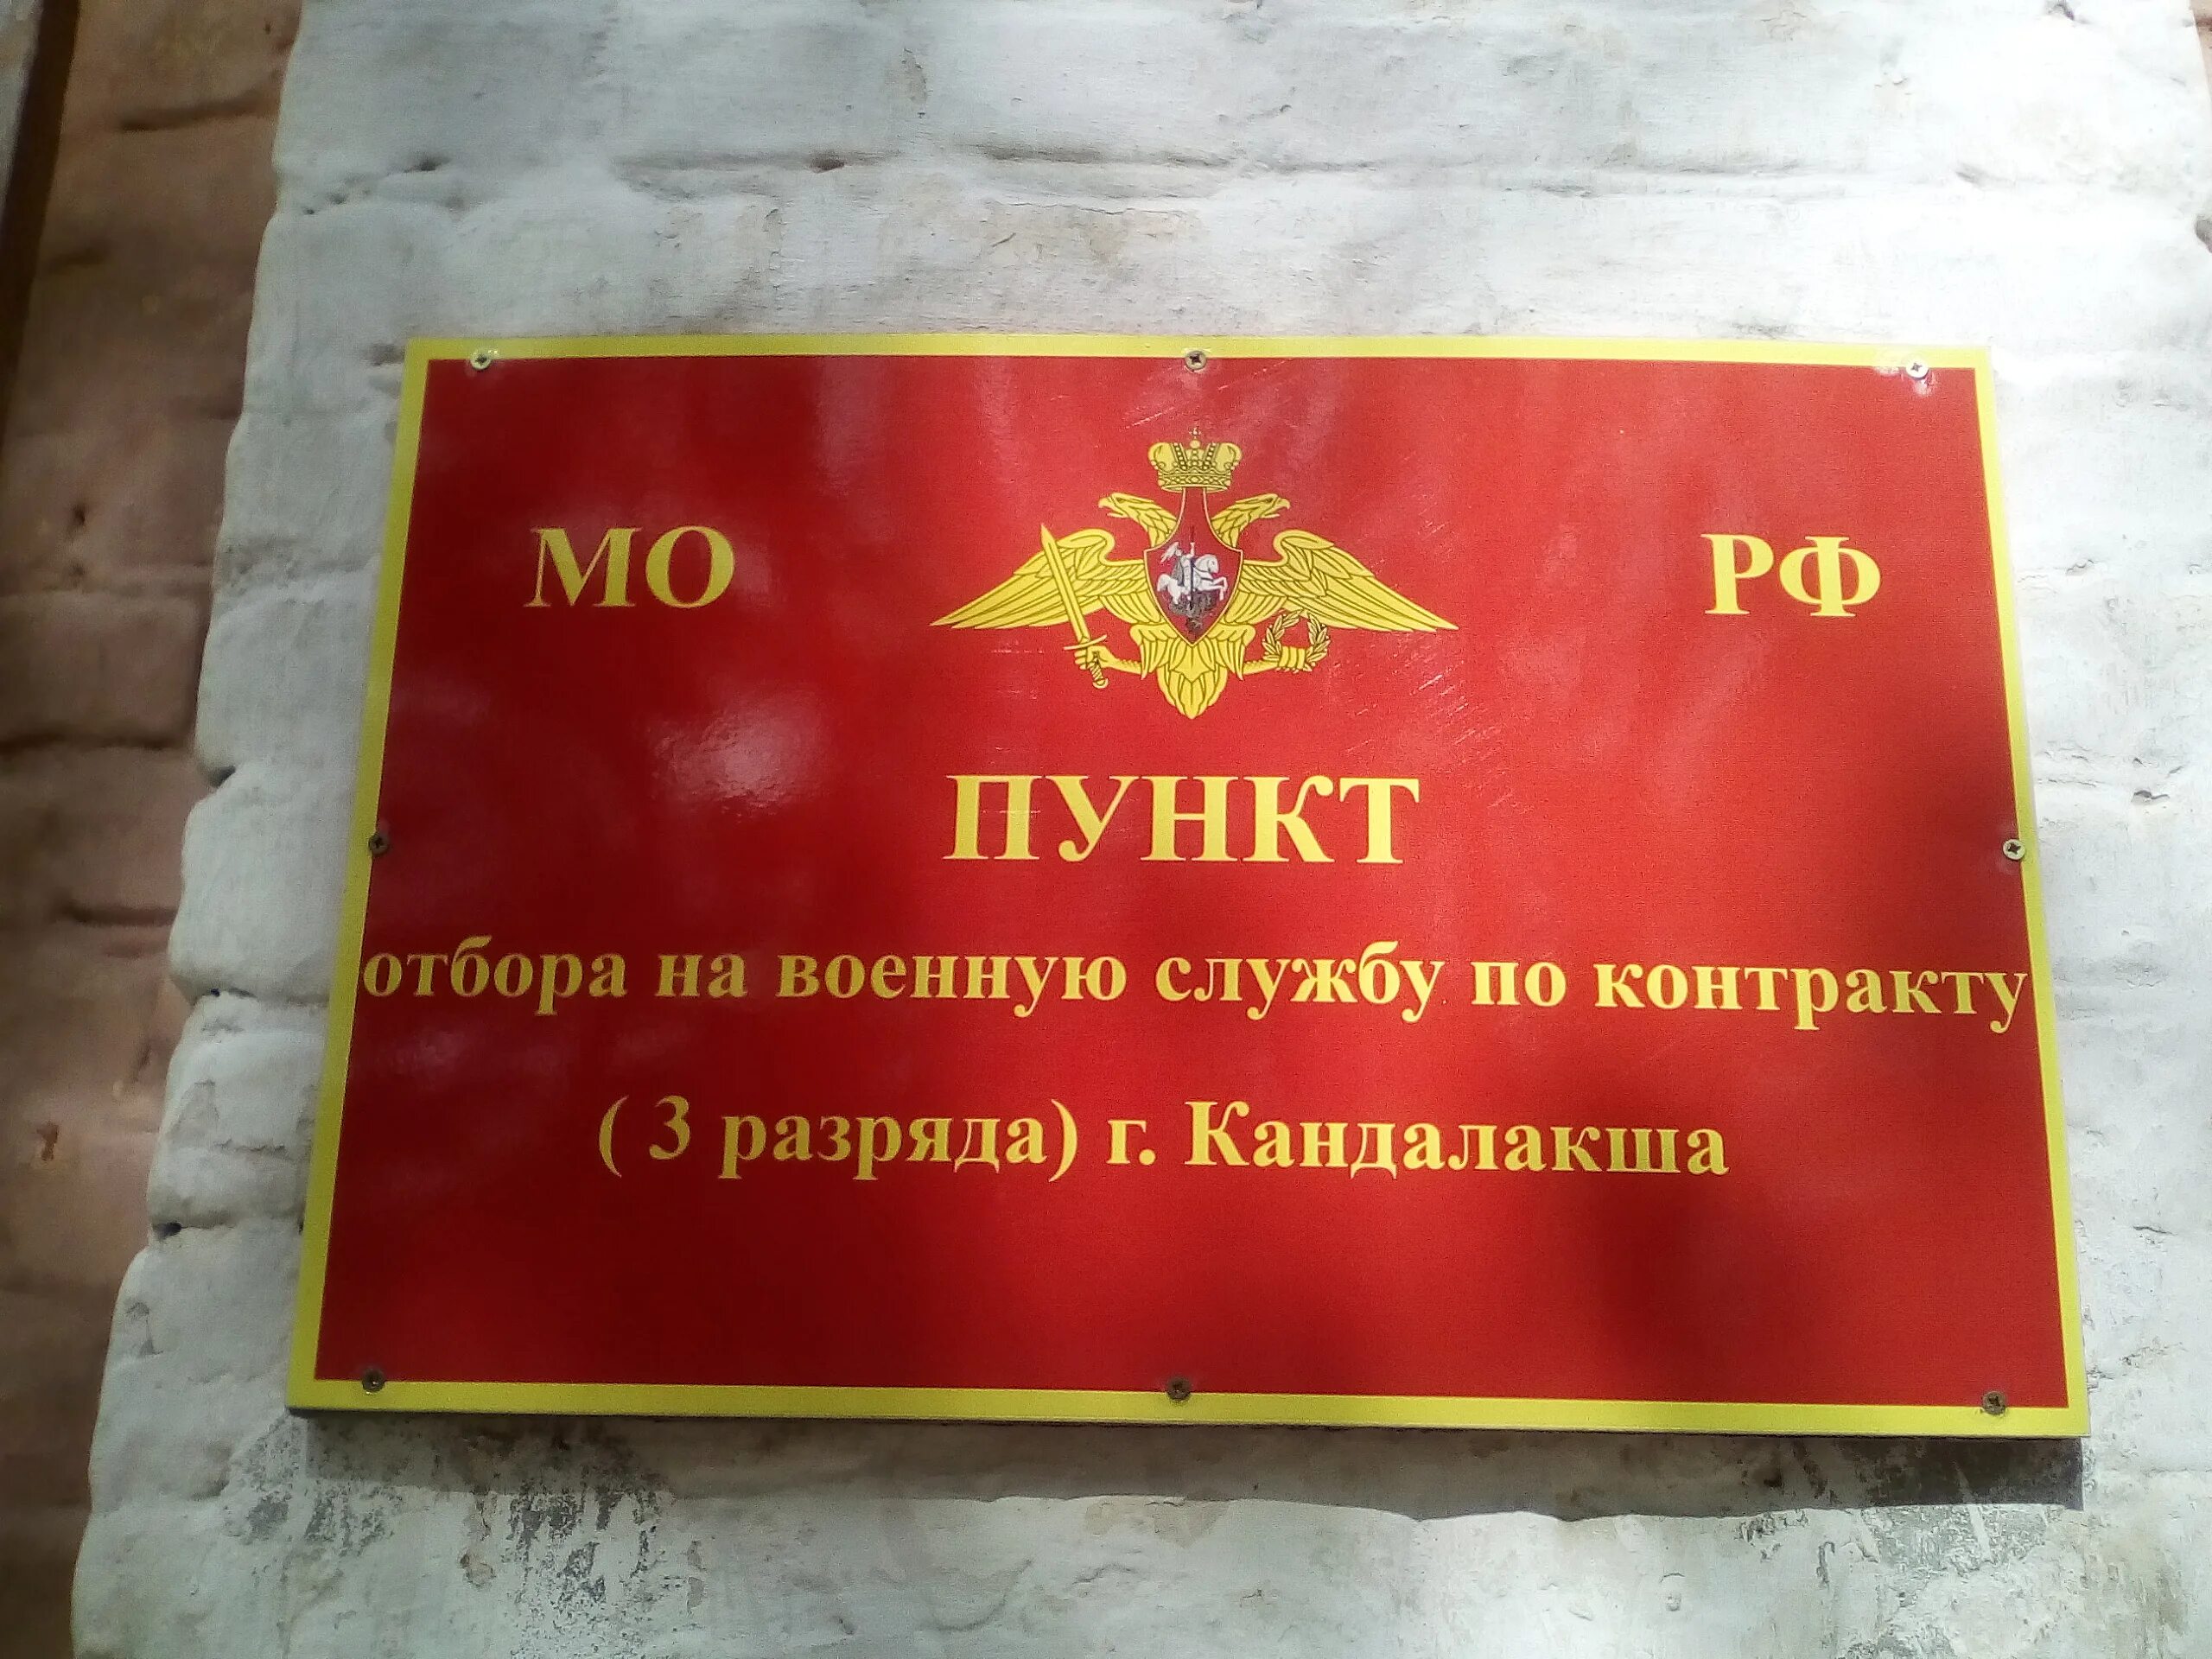 МО РФ
ПУНКТ
отбора на военную службу по контракту
( 3 разряда) г. Кандалакша